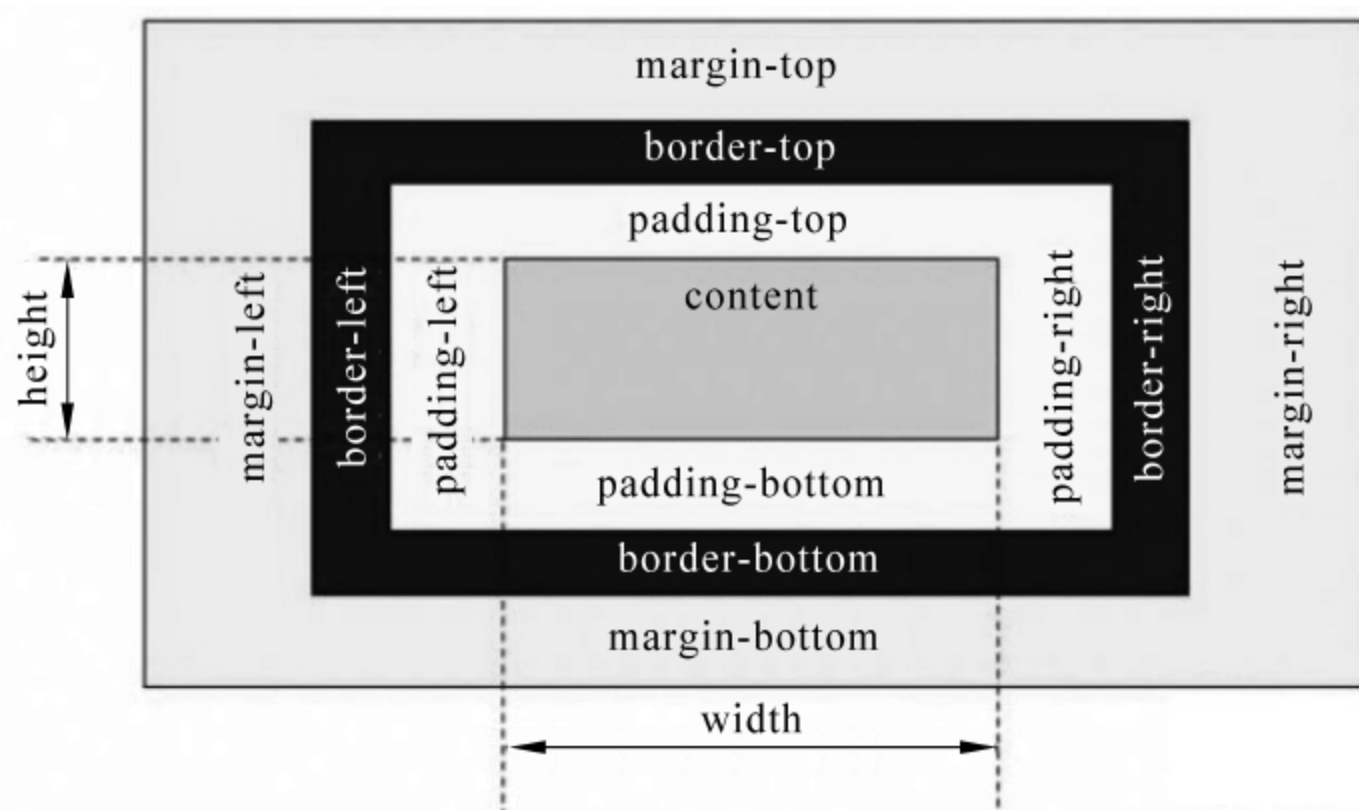 margin-top
border-top
padding-top
content
height
margin-left
border-left
padding-left
padding-right
border-right
margin-right
padding-bottom
border-bottom
margin-bottom
width